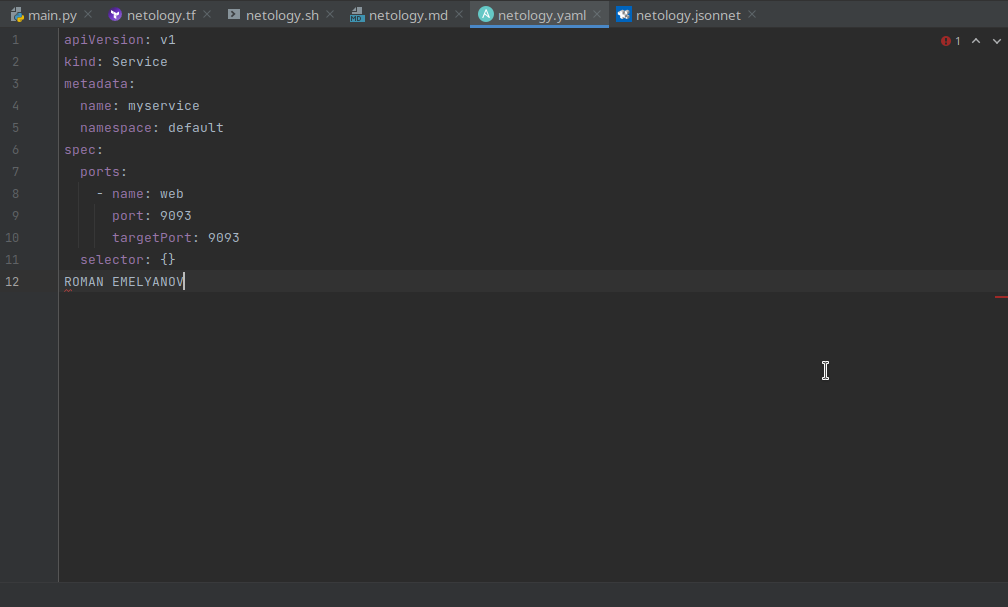 main.py netology.tf netology.sh netology.md netology.yaml netology.jsonnet
1 apiVersion: v1
2 kind: Service
3 metadata:
4   name: myservice
5   namespace: default
6 spec:
7   ports:
8     - name: web
9       port: 9093
10       targetPort: 9093
11   selector: {}
12 ROMAN EMELYANOV
1